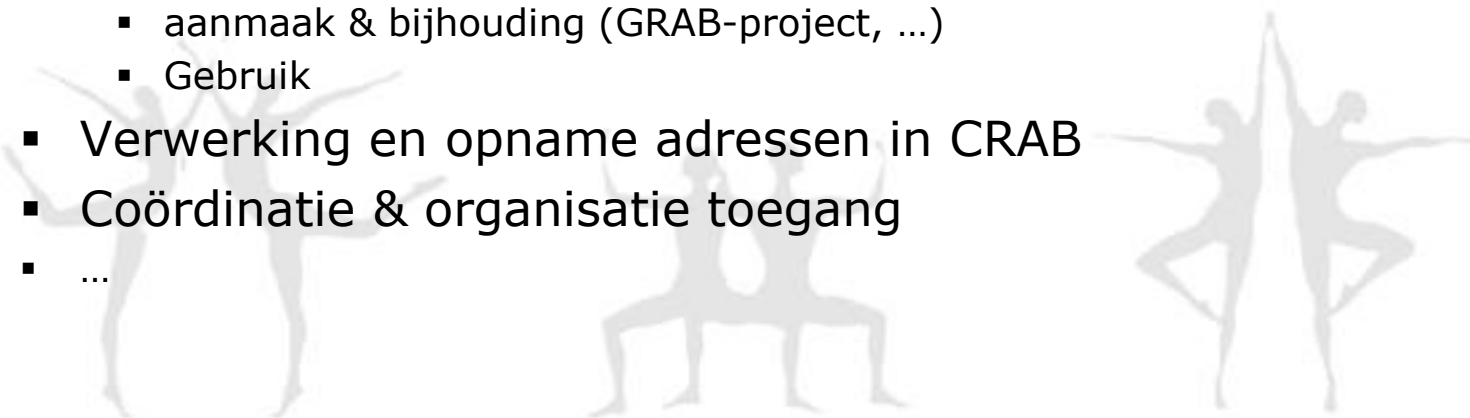 ▪ aanmaak & bijhouding (GRAB-project, …)
▪ Gebruik
▪ Verwerking en opname adressen in CRAB
▪ Coördinatie & organisatie toegang
▪ …